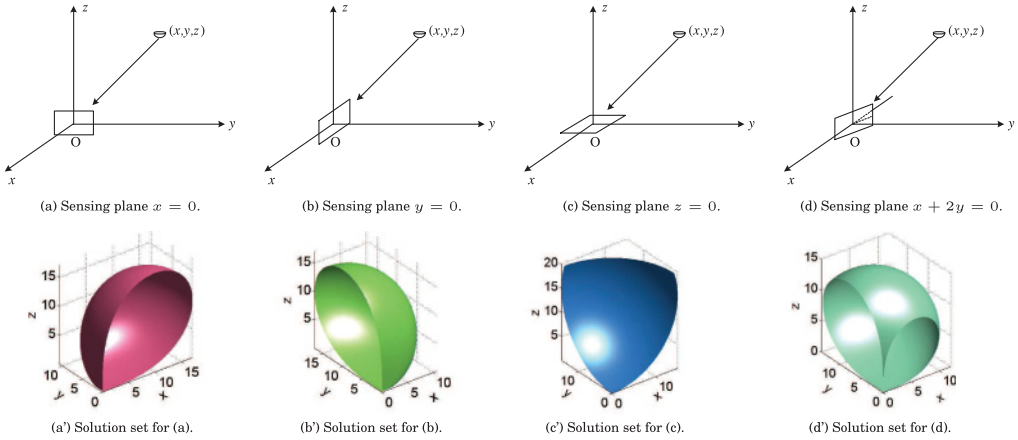 z
(x,y,z)
y
O
x
(a) Sensing plane x = 0.
z
(x,y,z)
y
O
x
(b) Sensing plane y = 0.
z
(x,y,z)
y
O
x
(c) Sensing plane z = 0.
z
(x,y,z)
y
O
x
(d) Sensing plane x + 2y = 0.
15
10
5
z
10
5
0
y
5
10
15
x
(a') Solution set for (a).
15
10
5
z
15
10
5
0
y
5
10
x
(b') Solution set for (b).
20
15
10
5
z
10
5
0
y
0
5
10
x
(c') Solution set for (c).
15
10
5
0
z
10
5
0
y
0
5
10
x
(d') Solution set for (d).